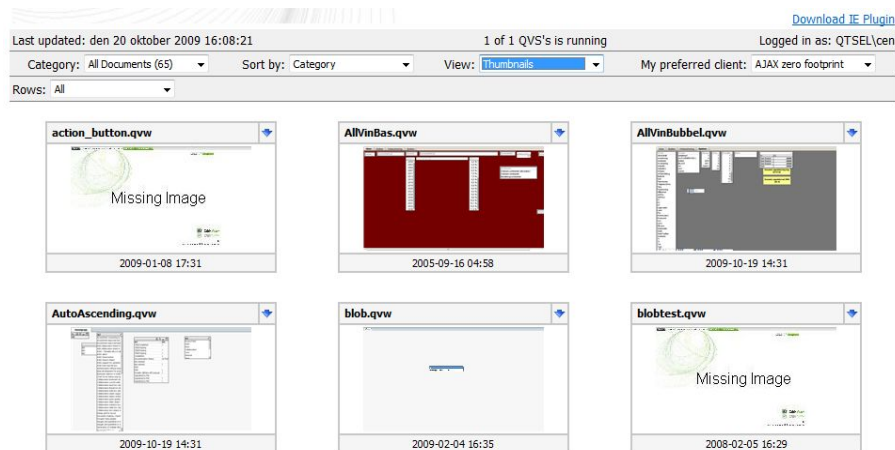 Download IE Plugin
Last updated: den 20 oktober 2009 16:08:21 1 of 1 QVS's is running Logged in as: QTSEL\cen
Category: All Documents (65) Sort by: Category View: Thumbnails My preferred client: AJAX zero footprint
Rows: All
action_button.qvw AllVinBas.qvw AllVinBubbel.qvw
Missing Image
2009-01-08 17:31 2005-09-16 04:58 2009-10-19 14:31
AutoAscending.qvw blob.qvw blobtest.qvw
Missing Image
2009-10-19 14:31 2009-02-04 16:35 2008-02-05 16:29